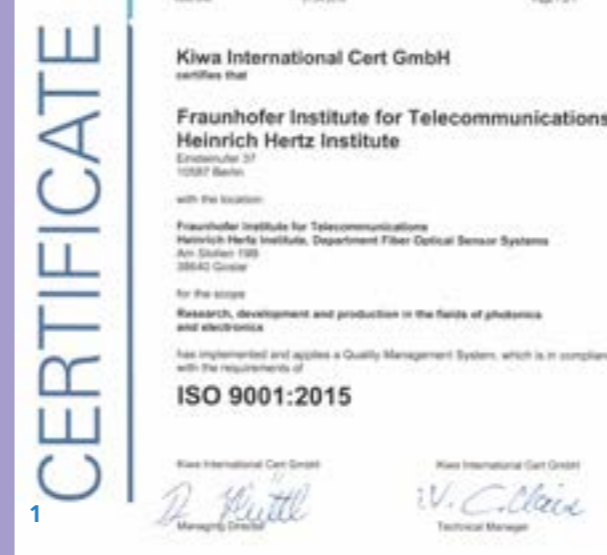 CERTIFICATE
Kiwa International Cert GmbH
certifies that
Fraunhofer Institute for Telecommunications
Heinrich Hertz Institute
Einsteinufer 37
10587 Berlin
with the location:
Fraunhofer Institute for Telecommunications
Heinrich Hertz Institute, Department Fiber Optical Sensor Systems
Am Stollen 19B
38640 Goslar
for the scope
Research, development and production in the fields of photonics
and electronics
has implemented and applies a Quality Management System, which is in complian
with the requirements of
ISO 9001:2015
Kiwa International Cert GmbH
Kiwa International Cert GmbH
Managing Director
Technical Manager
1